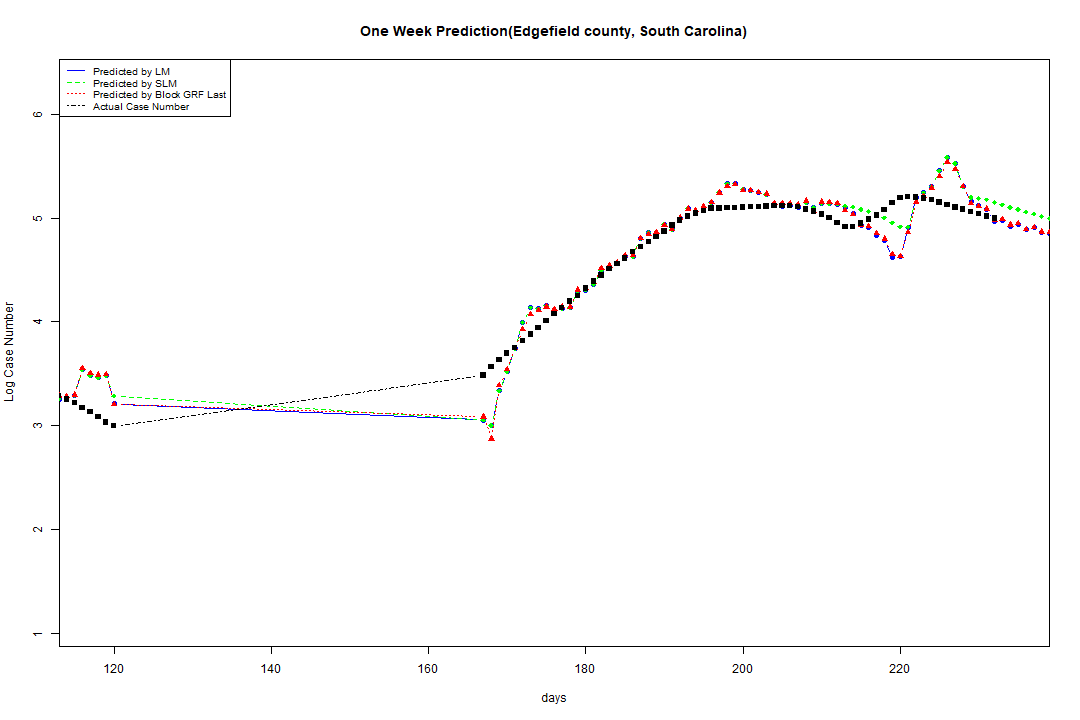 One Week Prediction(Edgefield county, South Carolina)
Predicted by LM
Predicted by SLM
Predicted by Block GRF Last
Actual Case Number
6
5
4
3
2
1
Log Case Number
120 140 160 180 200 220
days